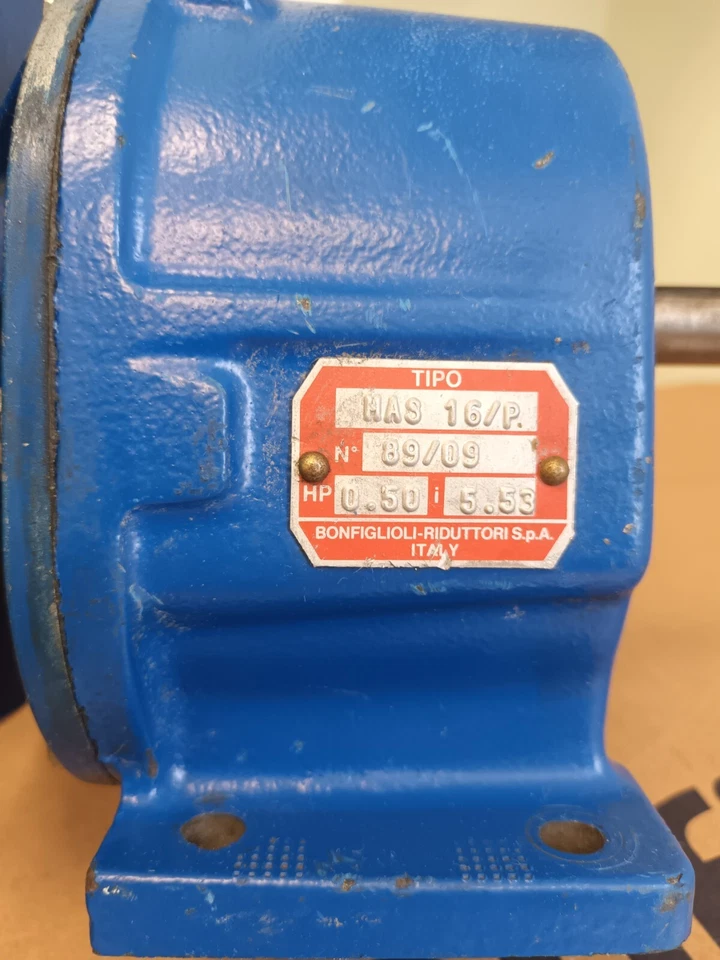 TIPO
MAS 16/P.
N° 89/09
HP 0.50 i 5.53
BONFIGLIOLI-RIDUTTORI S.p.A.
ITALY